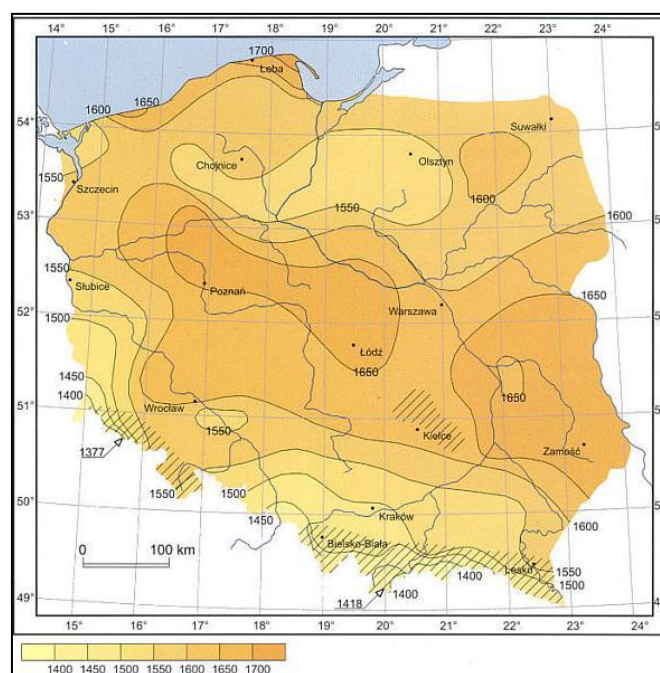 14° 15° 16° 17° 18° 19° 20° 21° 22° 23° 24°
1700
Łeba
1600
1650
54°
Suwałki
Chojnice
Olsztyn
1550
Szczecin
1550
1600
53°
1600
1550
Słubice
Poznań
1650
52°
Warszawa
1500
Łódź
1650
1450
1650
1400
51°
Wrocław
1550
Kielce
1377
Zamość
1550
1500
50°
1450
Kraków
1600
0 100 km
Bielsko-Biała
Lesko
1550
1400
1500
49°
1418
1400
15° 16° 17° 18° 19° 20° 21° 22° 23°
1400 1450 1500 1550 1600 1650 1700